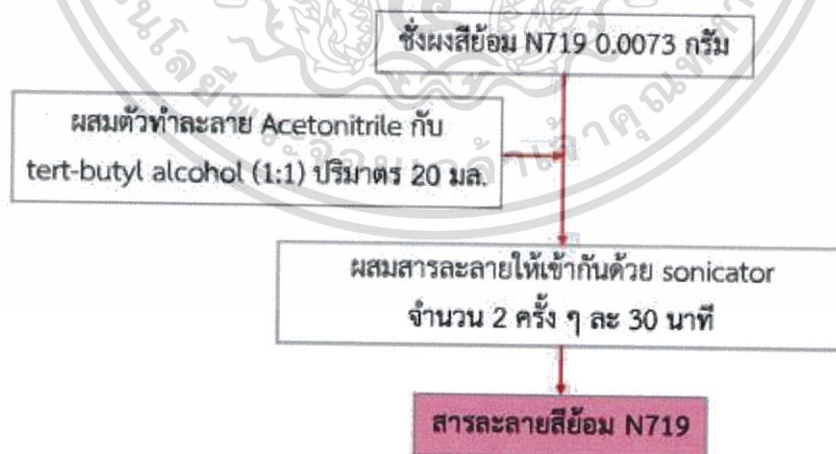 ชั่งผงสีย้อม N719 0.0073 กรัม
ผสมตัวทำละลาย Acetonitrile กับ
tert-butyl alcohol (1:1) ปริมาตร 20 มล.
ผสมสารละลายให้เข้ากันด้วย sonicator
จำนวน 2 ครั้ง ๆ ละ 30 นาที
สารละลายสีย้อม N719